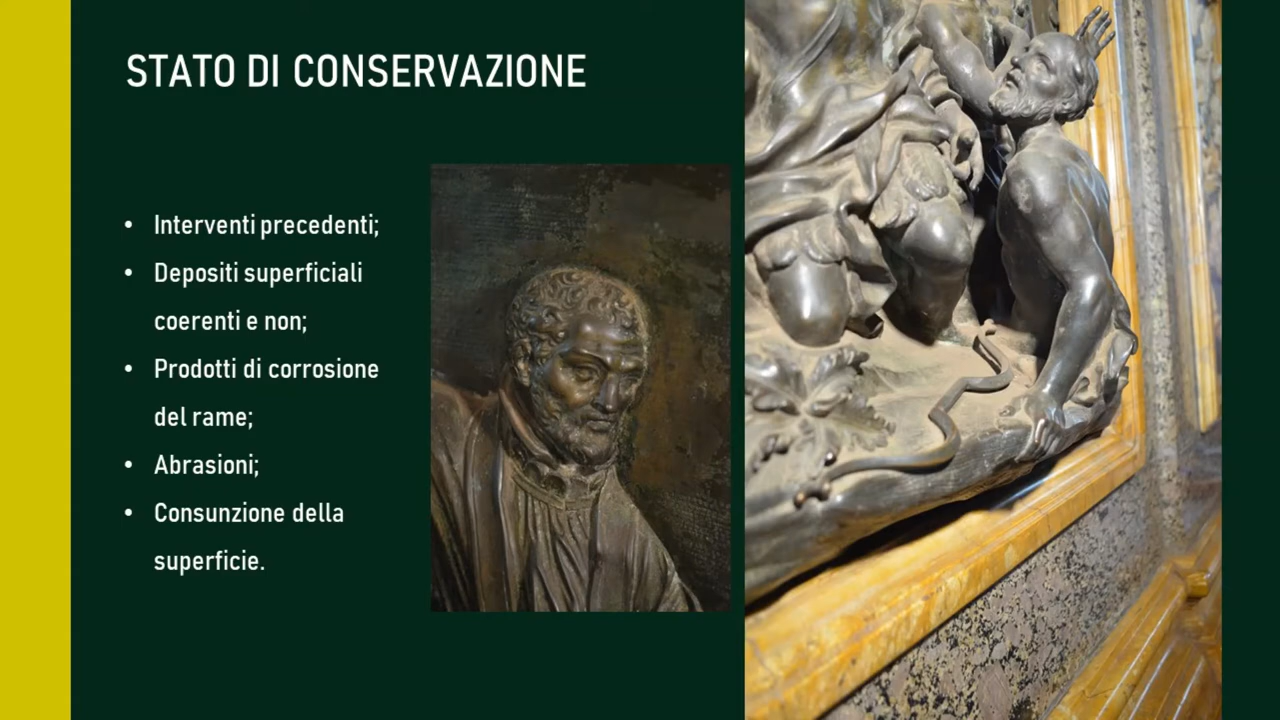 STATO DI CONSERVAZIONE
• Interventi precedenti;
• Depositi superficiali
coerenti e non;
• Prodotti di corrosione
del rame;
• Abrasioni;
• Consunzione della
superficie.